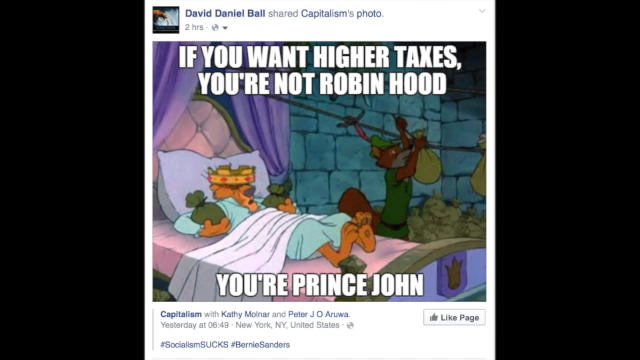 David Daniel Ball shared Capitalism's photo.
2 hrs ·
IF YOU WANT HIGHER TAXES,
YOU'RE NOT ROBIN HOOD
YOU'RE PRINCE JOHN
Capitalism with Kathy Molnar and Peter J O Aruwa.
Yesterday at 06:49 · New York, NY, United States ·
Like Page
#SocialismSUCKS #BernieSanders